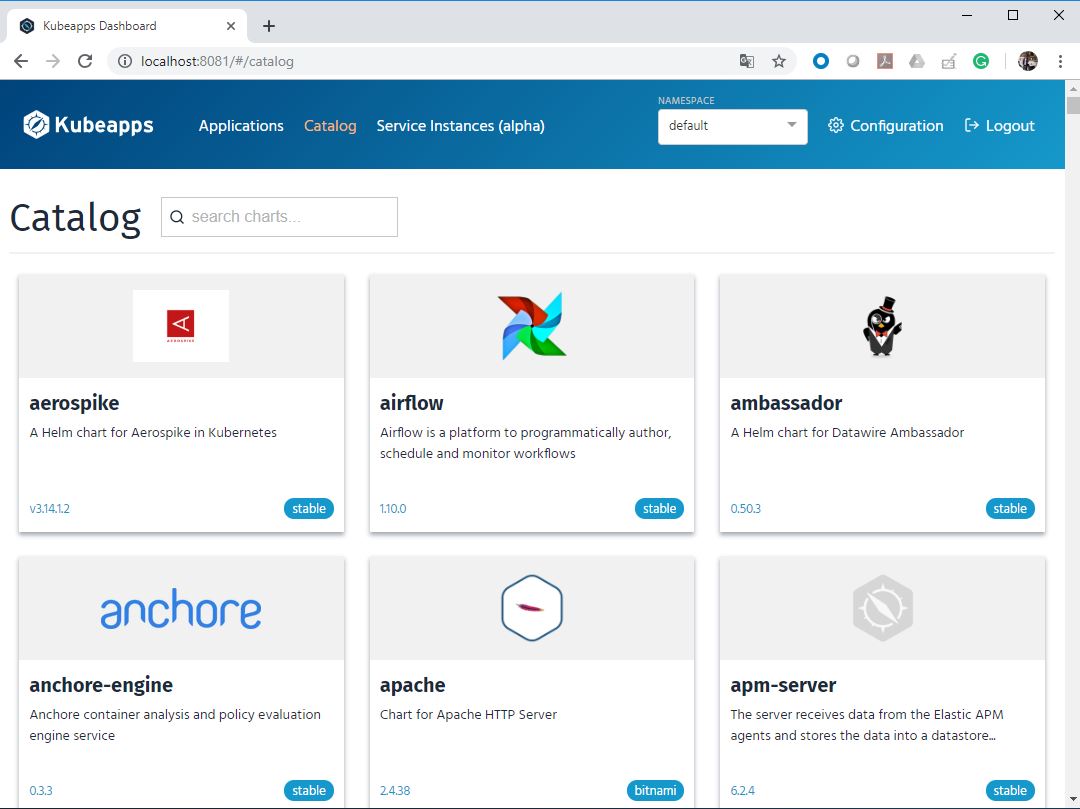 Kubeapps Dashboard
localhost:8081/#/catalog
NAMESPACE
Kubeapps Applications Catalog Service Instances (alpha) default Configuration Logout
Catalog search charts...
AEROSPIKE
aerospike
A Helm chart for Aerospike in Kubernetes
v3.14.1.2 stable
airflow
Airflow is a platform to programmatically author,
schedule and monitor workflows
1.10.0 stable
ambassador
A Helm chart for Datawire Ambassador
0.50.3 stable
anchore
anchore-engine
Anchore container analysis and policy evaluation
engine service
0.3.3 stable
apache
Chart for Apache HTTP Server
2.4.38 bitnami
apm-server
The server receives data from the Elastic APM
agents and stores the data into a datastore...
6.2.4 stable